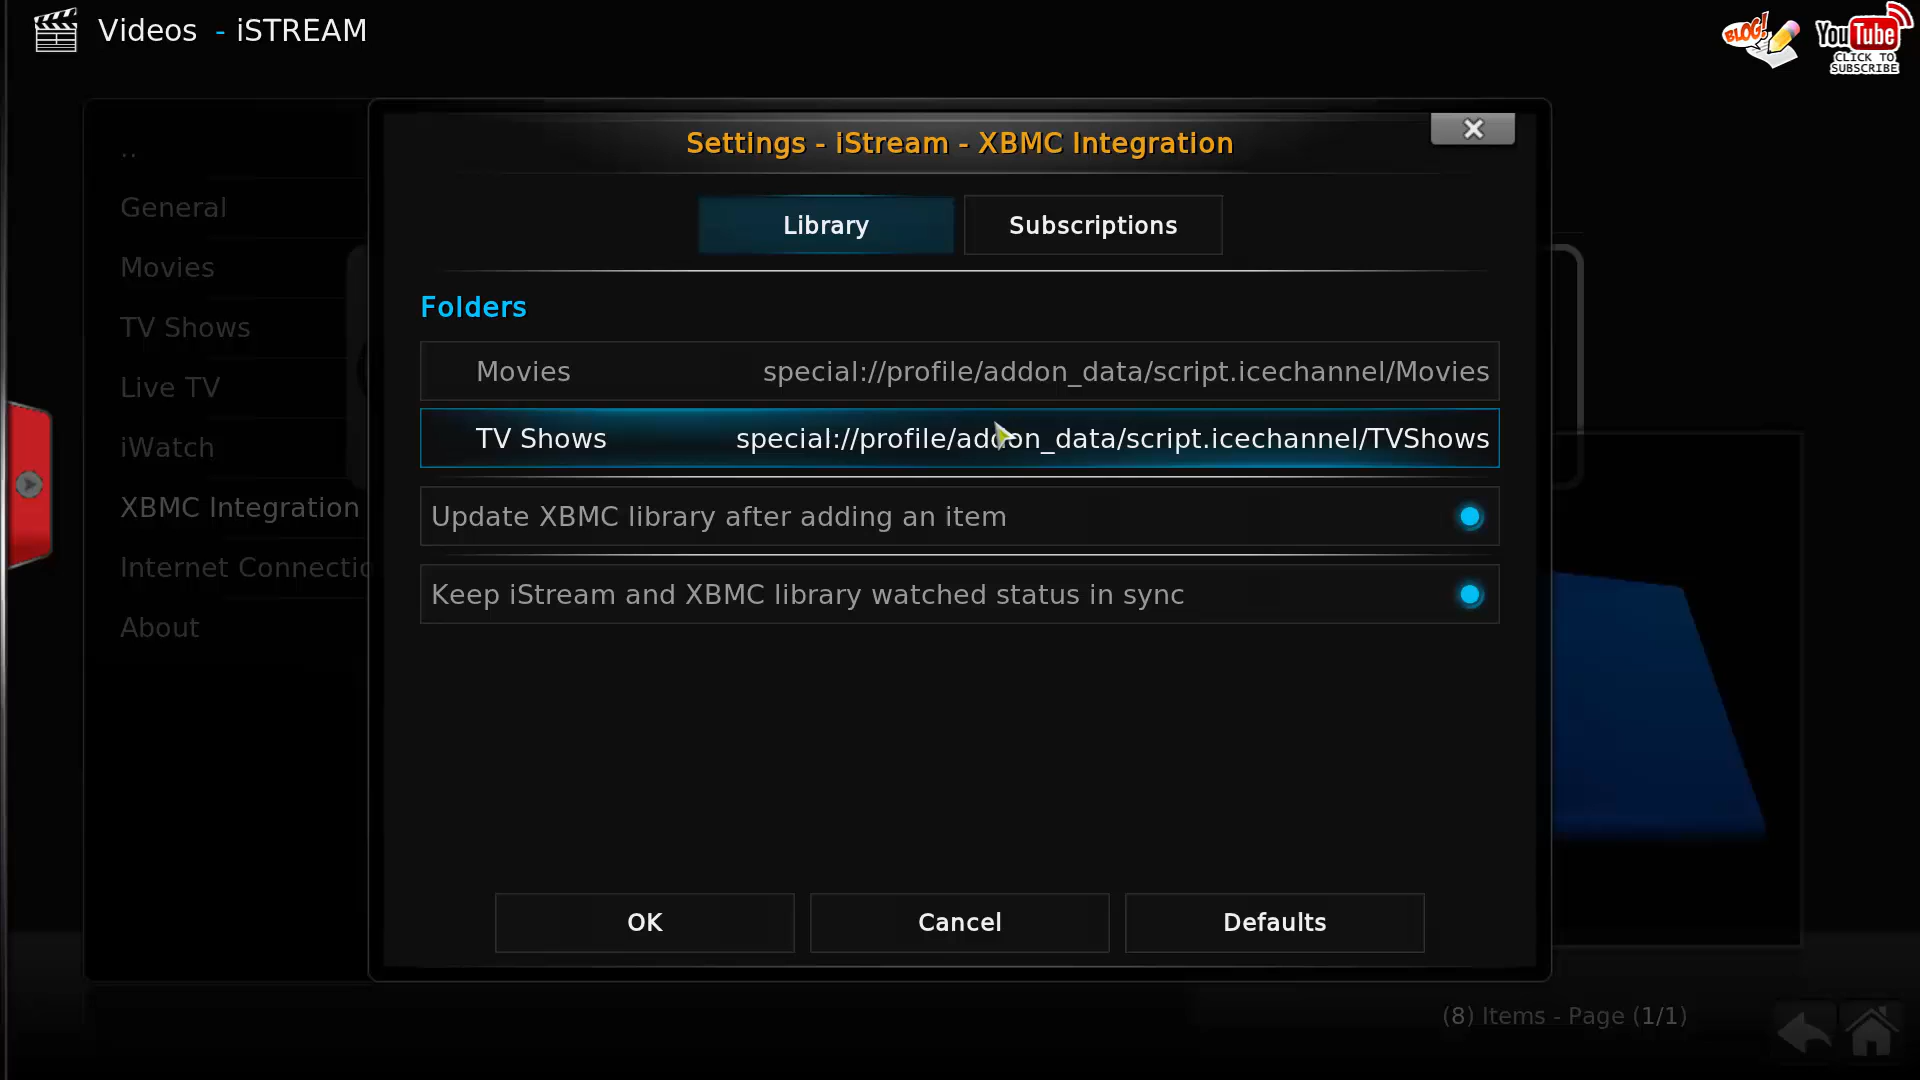 Videos - iSTREAM
BLOG!
YouTube
CLICK TO
SUBSCRIBE
Settings - iStream - XBMC Integration
Library
Subscriptions
..
General
Movies
TV Shows
Live TV
iWatch
XBMC Integration
Internet Connectio
About
Folders
Movies special://profile/addon_data/script.icechannel/Movies
TV Shows special://profile/addon_data/script.icechannel/TVShows
Update XBMC library after adding an item
Keep iStream and XBMC library watched status in sync
OK
Cancel
Defaults
(8) Items - Page (1/1)